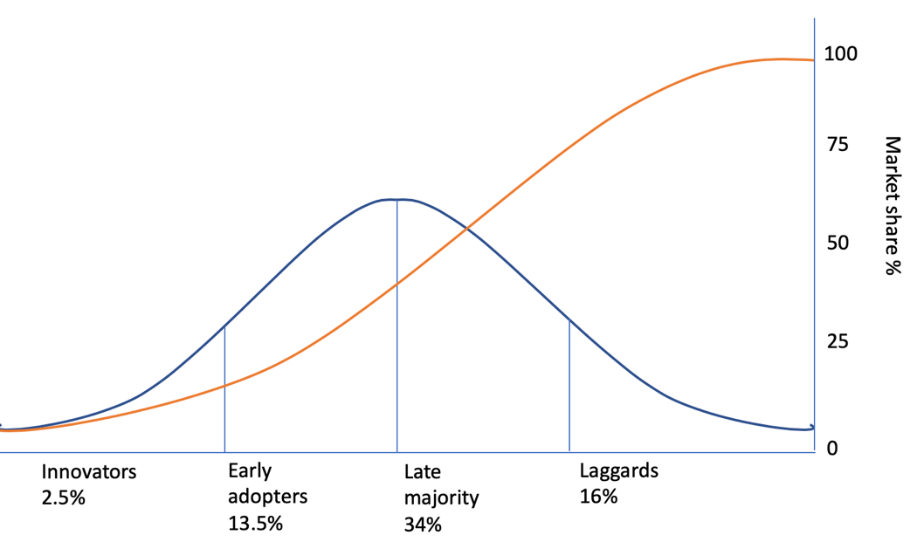 100
75
50
25
0
Market share %
Innovators
2.5%
Early
adopters
13.5%
Late
majority
34%
Laggards
16%